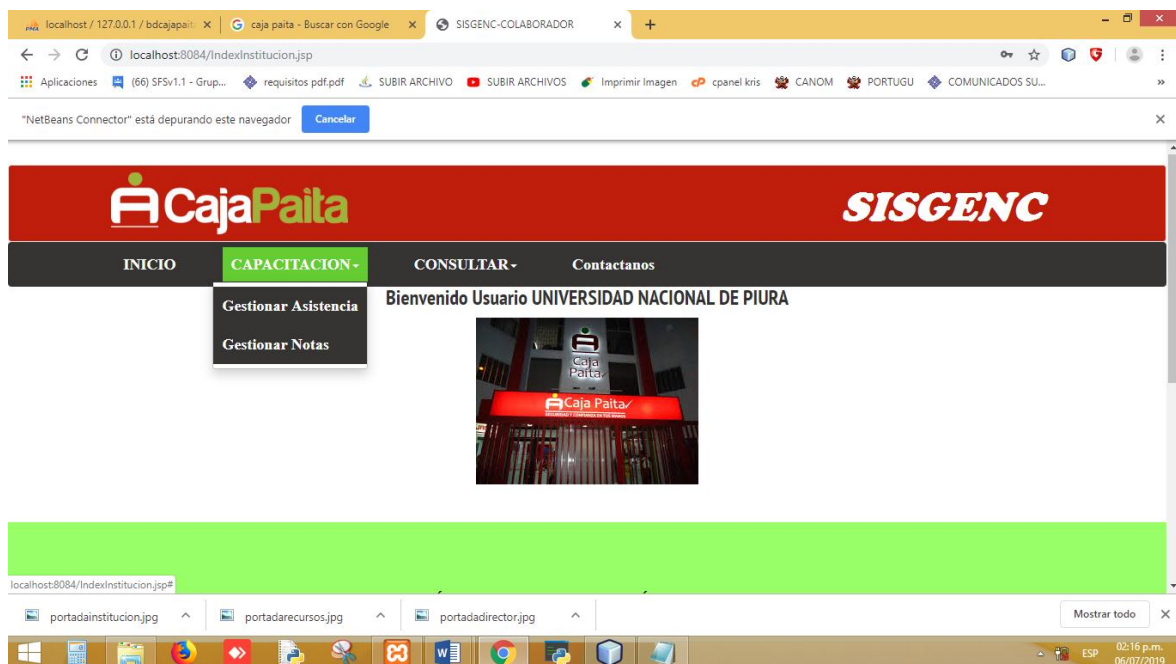 localhost / 127.0.0.1 / bdcajapait
caja paita - Buscar con Google
SISGENC-COLABORADOR
localhost:8084/IndexInstitucion.jsp
Aplicaciones
(66) SFSv1.1 - Grup...
requisitos pdf.pdf
SUBIR ARCHIVO
SUBIR ARCHIVOS
Imprimir Imagen
cpanel kris
CANOM
PORTUGU
COMUNICADOS SU...
"NetBeans Connector" está depurando este navegador
Cancelar
CajaPaita
SISGENC
INICIO
CAPACITACION
CONSULTAR
Contactanos
Gestionar Asistencia
Gestionar Notas
Bienvenido Usuario UNIVERSIDAD NACIONAL DE PIURA
Caja
Paita
Caja Paita
localhost:8084/IndexInstitucion.jsp#
portadainstitucion.jpg
portadarecursos.jpg
portadadirector.jpg
Mostrar todo
ESP
02:16 p.m.
06/07/2019